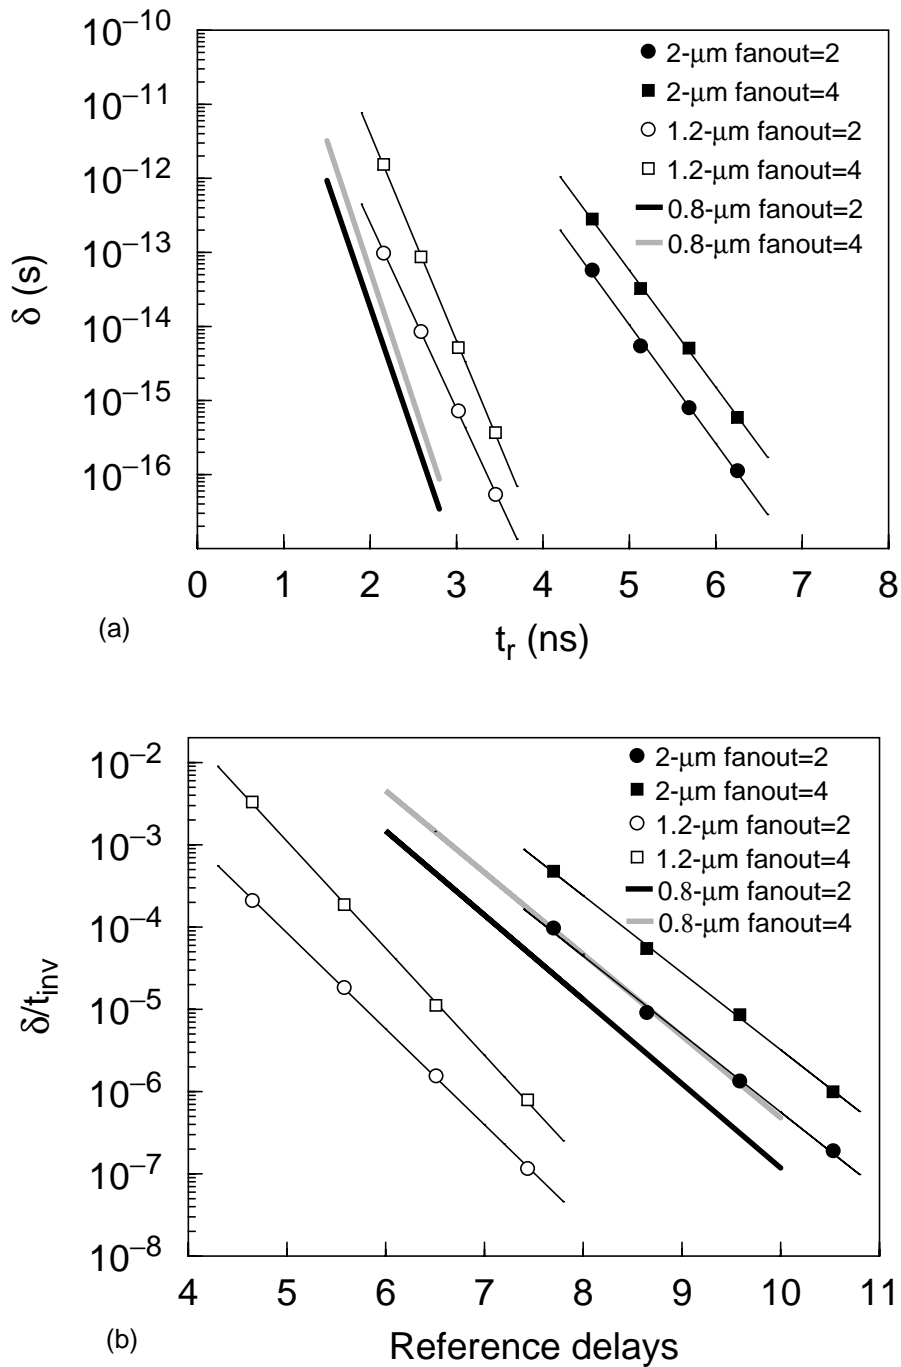 10⁻¹⁰
10⁻¹¹
10⁻¹²
10⁻¹³
10⁻¹⁴
10⁻¹⁵
10⁻¹⁶
δ (s)
2-μm fanout=2
2-μm fanout=4
1.2-μm fanout=2
1.2-μm fanout=4
0.8-μm fanout=2
0.8-μm fanout=4
0 1 2 3 4 5 6 7 8
(a)
tᵣ (ns)
10⁻²
10⁻³
10⁻⁴
10⁻⁵
10⁻⁶
10⁻⁷
10⁻⁸
δ/t_inv
2-μm fanout=2
2-μm fanout=4
1.2-μm fanout=2
1.2-μm fanout=4
0.8-μm fanout=2
0.8-μm fanout=4
4 5 6 7 8 9 10 11
(b)
Reference delays